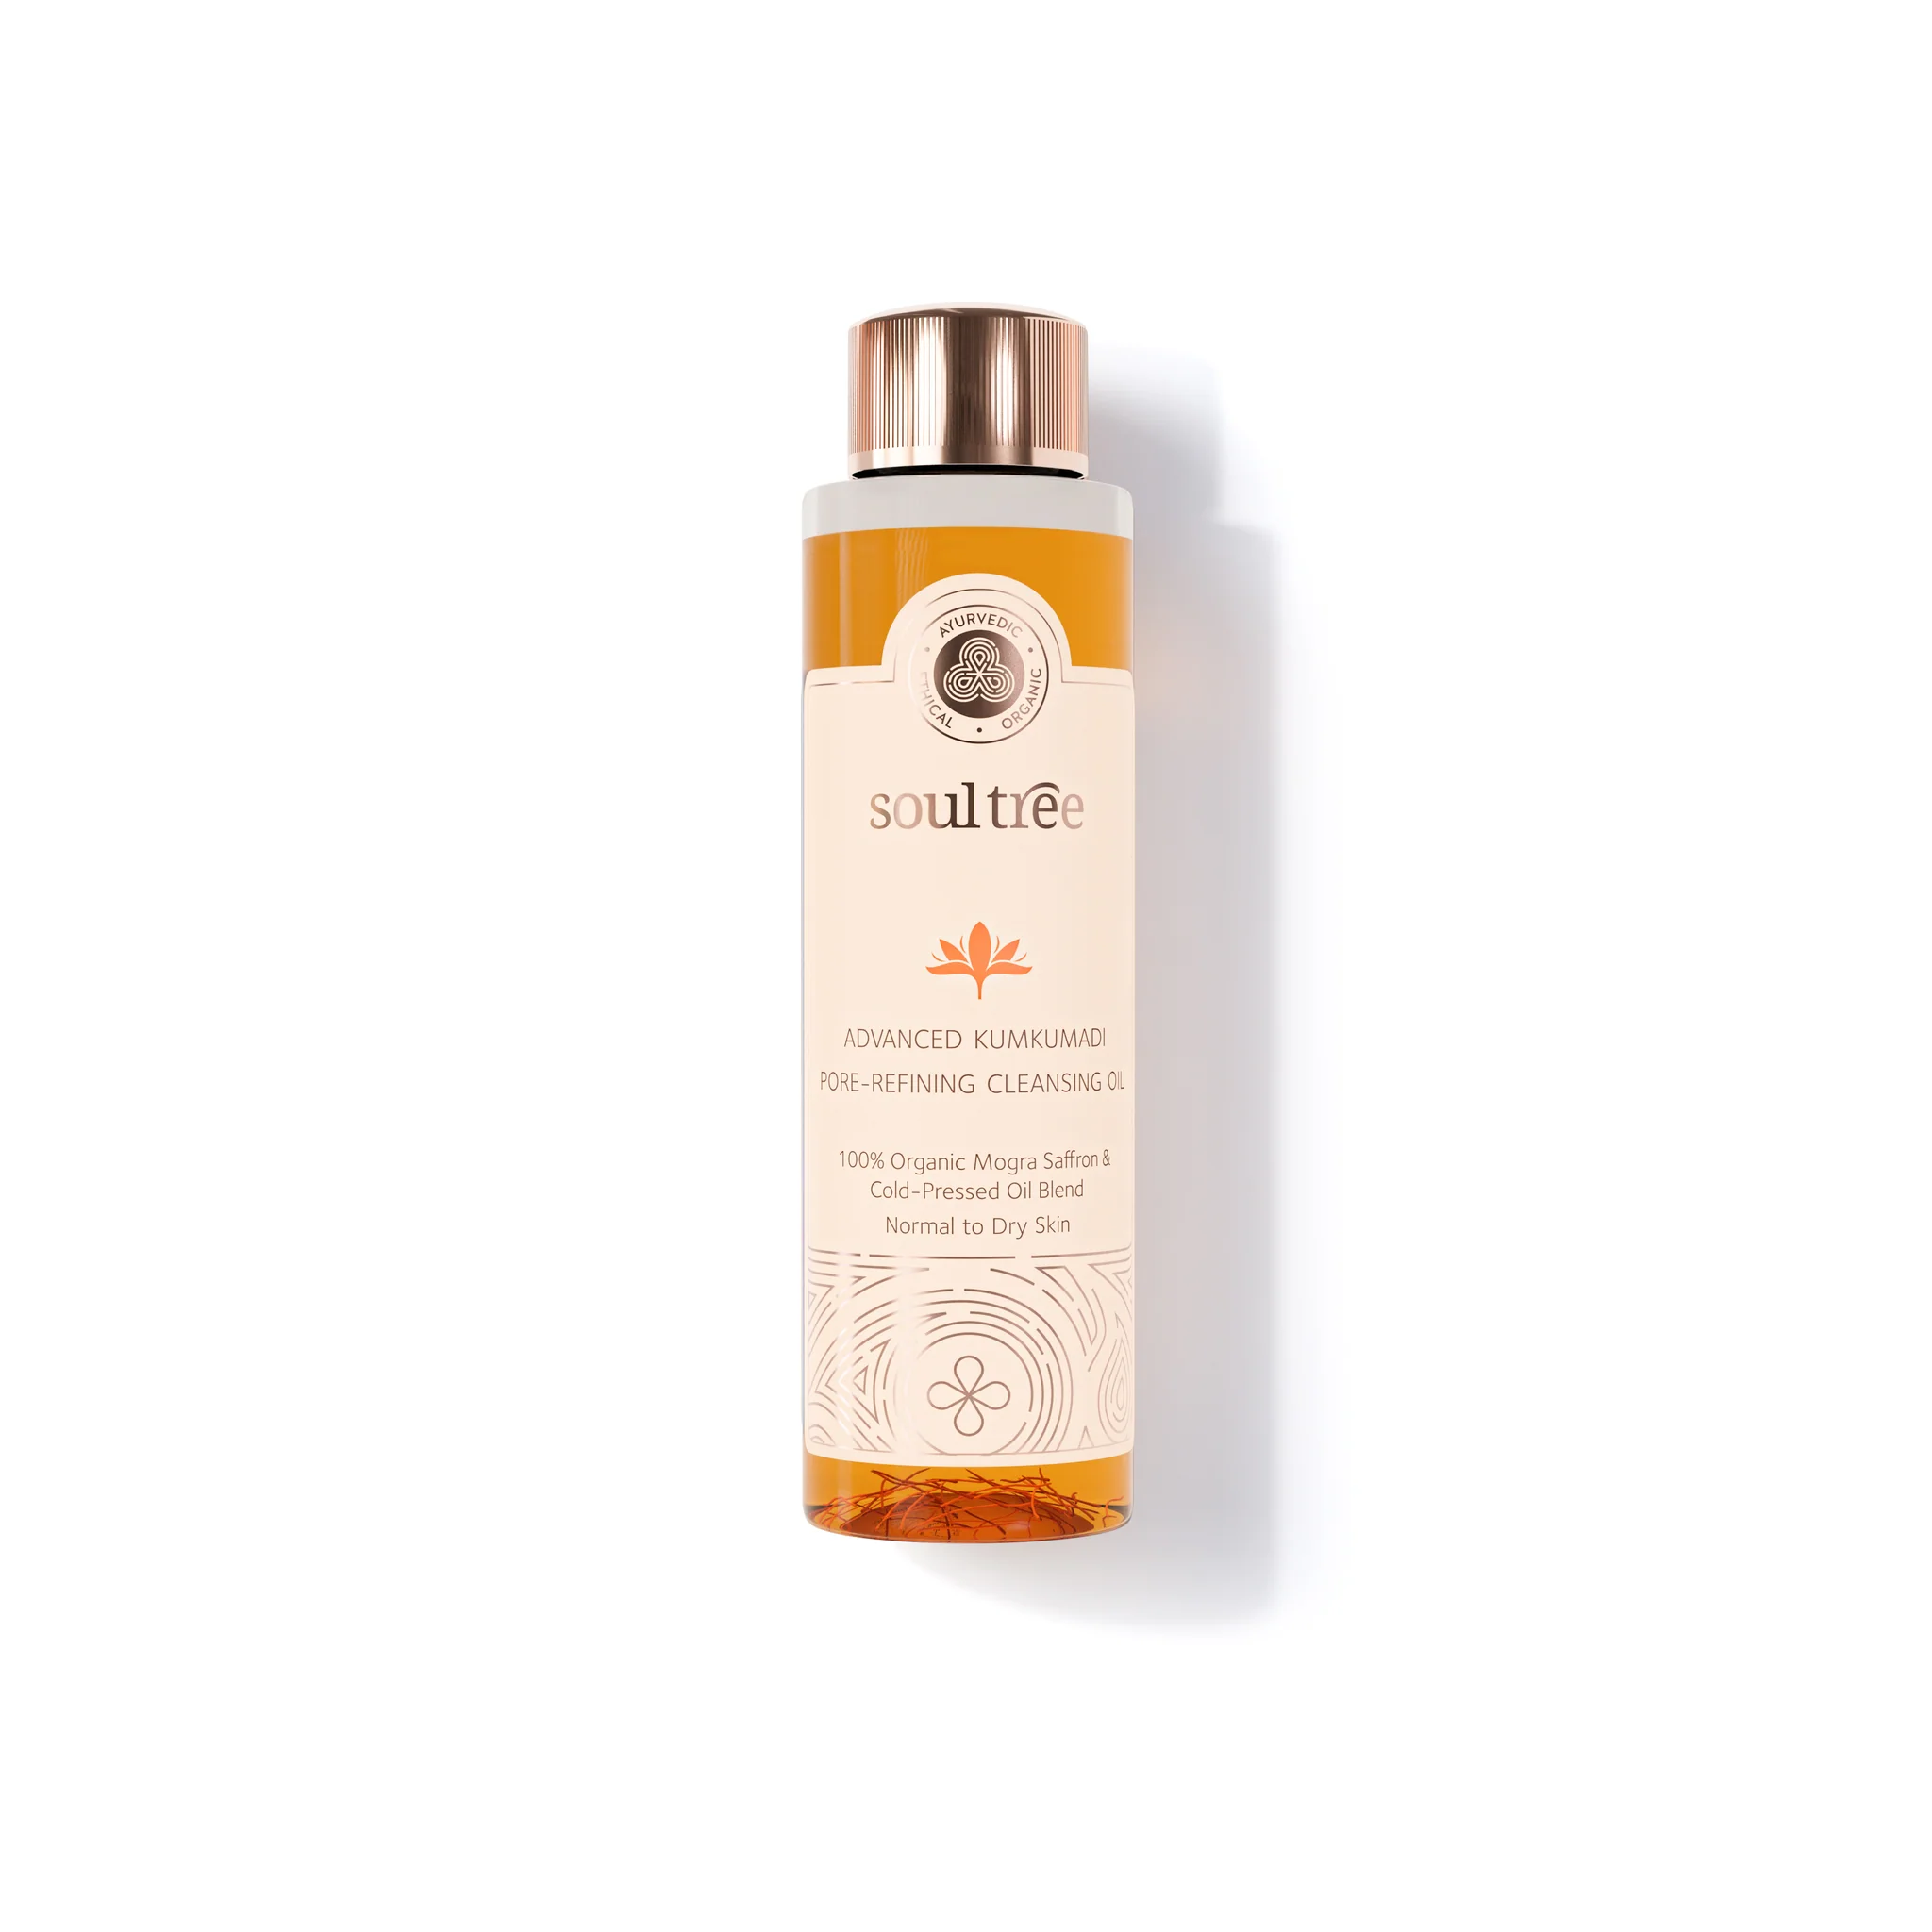 AYURVEDIC
ORGANIC
ETHICAL
soultree
ADVANCED KUMKUMADI
PORE-REFINING CLEANSING OIL
100% Organic Mogra Saffron &
Cold-Pressed Oil Blend
Normal to Dry Skin